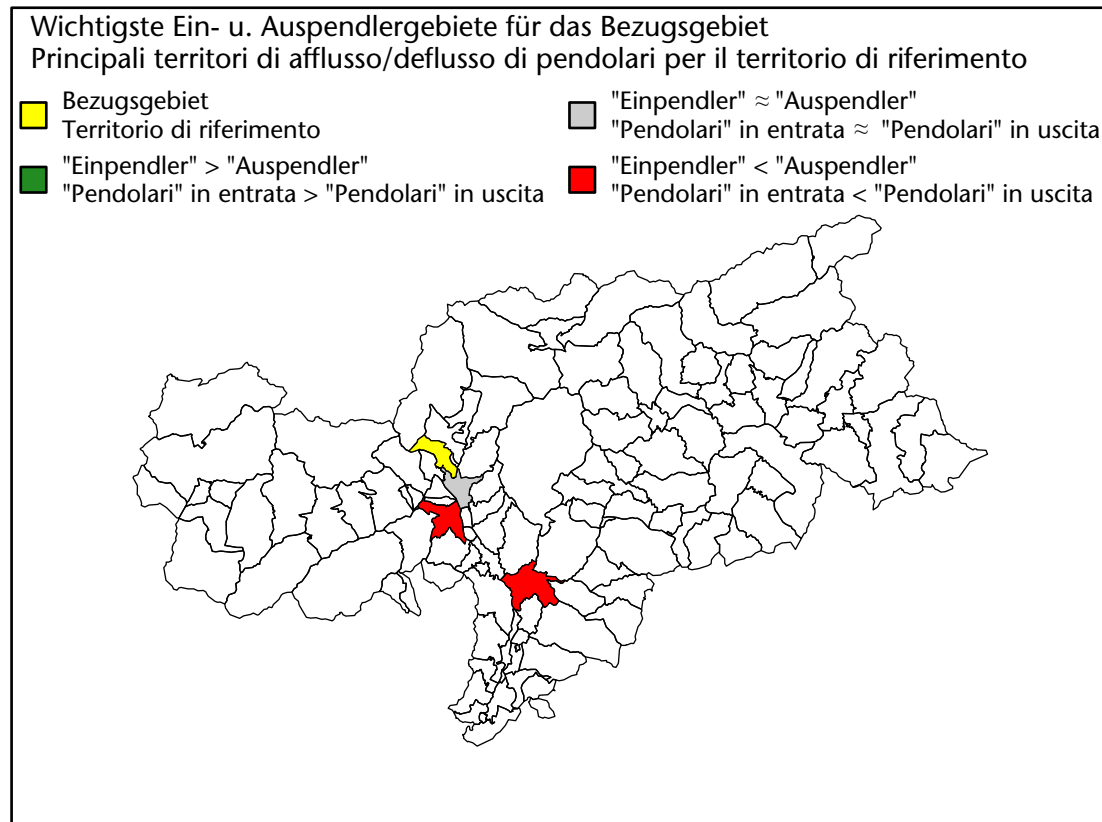 Wichtigste Ein- u. Auspendlergebiete für das Bezugsgebiet
Principali territori di afflusso/deflusso di pendolari per il territorio di riferimento
Bezugsgebiet
Territorio di riferimento
"Einpendler" > "Auspendler"
"Pendolari" in entrata > "Pendolari" in uscita
"Einpendler" ≈ "Auspendler"
"Pendolari" in entrata ≈ "Pendolari" in uscita
"Einpendler" < "Auspendler"
"Pendolari" in entrata < "Pendolari" in uscita